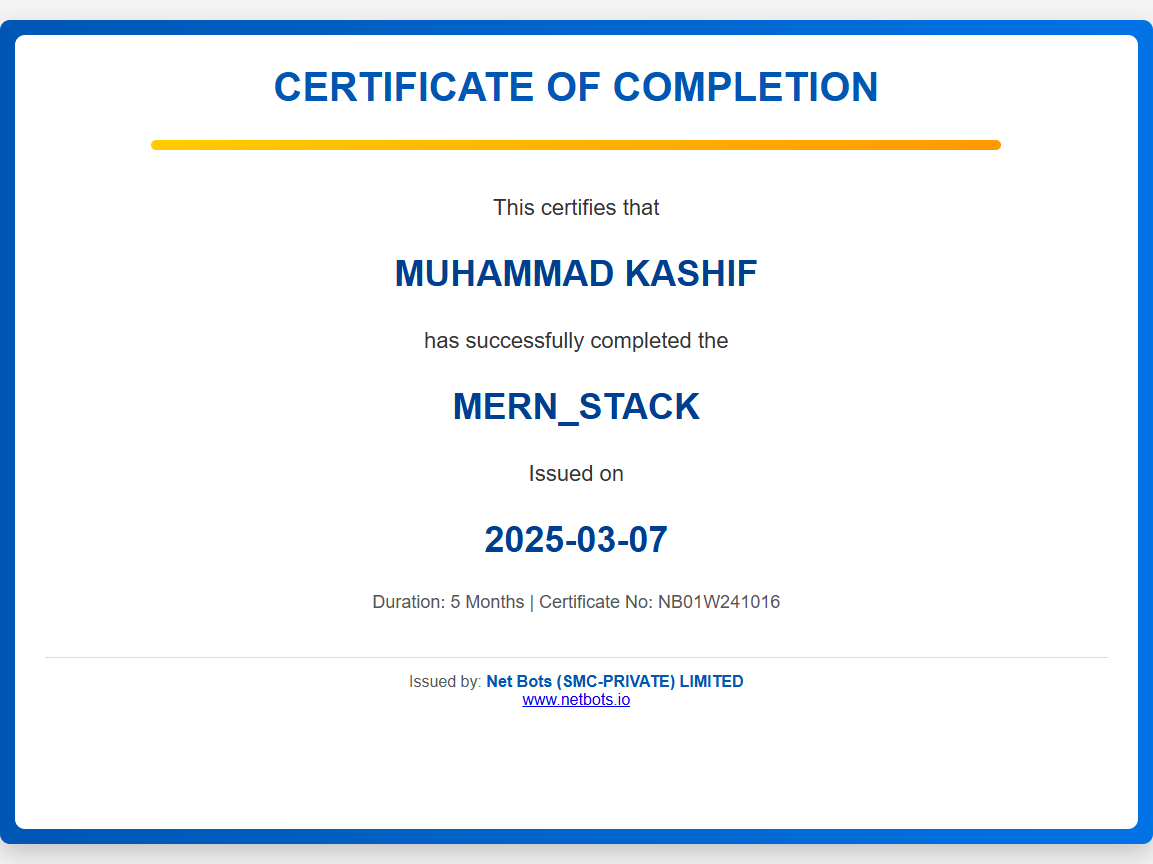 CERTIFICATE OF COMPLETION
This certifies that
MUHAMMAD KASHIF
has successfully completed the
MERN_STACK
Issued on
2025-03-07
Duration: 5 Months | Certificate No: NB01W241016
Issued by: Net Bots (SMC-PRIVATE) LIMITED
www.netbots.io